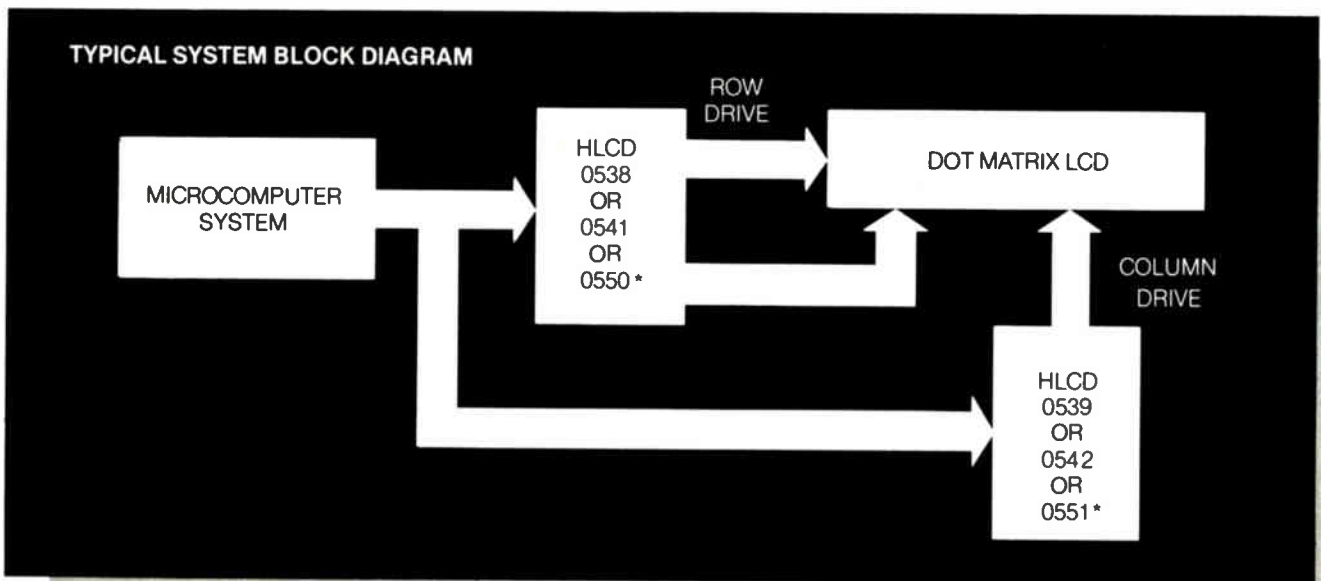 TYPICAL SYSTEM BLOCK DIAGRAM
ROW
DRIVE
MICROCOMPUTER
SYSTEM
HLCD
0538
OR
0541
OR
0550*
DOT MATRIX LCD
COLUMN
DRIVE
HLCD
0539
OR
0542
OR
0551*